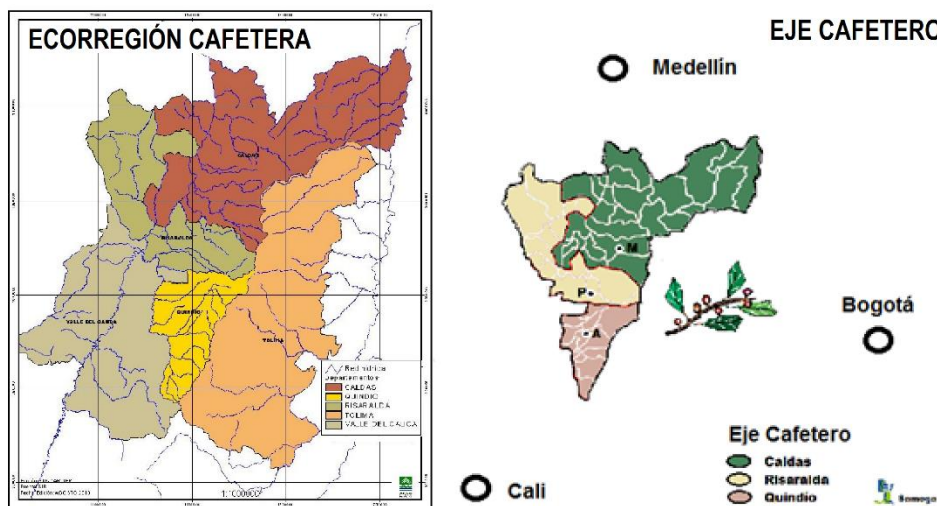 ECORREGIÓN CAFETERA
CALDAS
RISARALDA
QUINDIO
VALLE DEL CAUCA
TOLIMA
Red hídrica
Departamentos
CALDAS
QUINDIO
RISARALDA
TOLIMA
VALLE DEL CAUCA
EJE CAFETERO
Medellín
M
P
A
Bogotá
Cali
Eje Cafetero
Caldas
Risaralda
Quindío